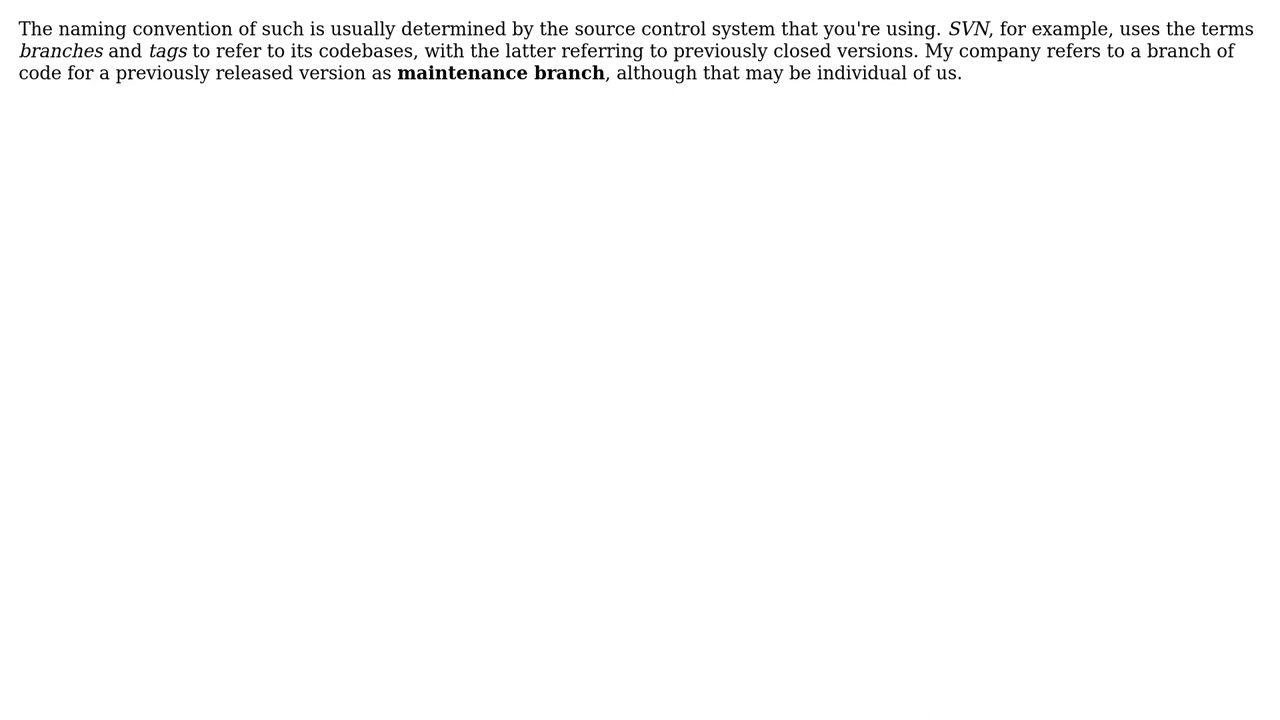 The naming convention of such is usually determined by the source control system that you're using. SVN, for example, uses the terms
branches and tags to refer to its codebases, with the latter referring to previously closed versions. My company refers to a branch of
code for a previously released version as maintenance branch, although that may be individual of us.